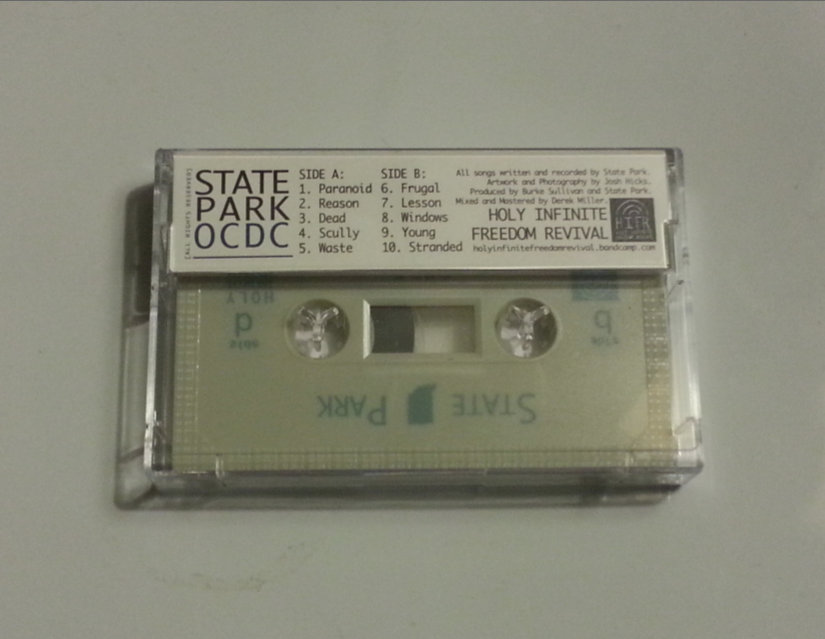 [ALL RIGHTS RESERVED]
STATE
PARK
OCDC
SIDE A:
1. Paranoid
2. Reason
3. Dead
4. Scully
5. Waste
SIDE B:
6. Frugal
7. Lesson
8. Windows
9. Young
10. Stranded
All songs written and recorded by State Park.
Artwork and Photography by Josh Hicks.
Produced by Burke Sullivan and State Park.
Mixed and Mastered by Derek Miller.
HOLY INFINITE
FREEDOM REVIVAL
holyinfinitefreedomrevival.bandcamp.com
HIFR
HOLY
side
b
STATE PARK